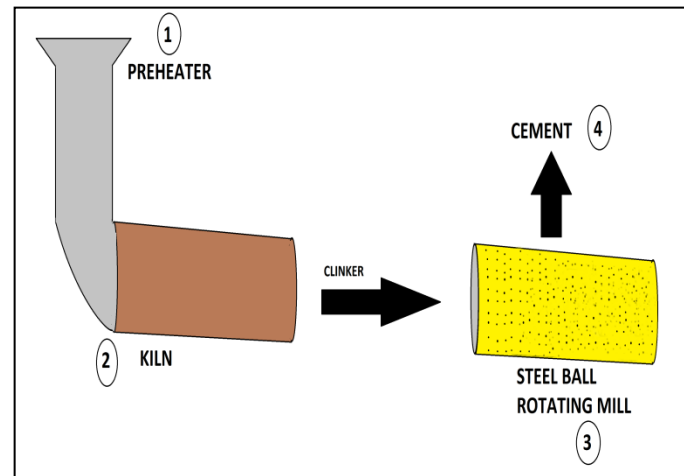 1
PREHEATER
2
KILN
CLINKER
STEEL BALL
ROTATING MILL
3
CEMENT
4